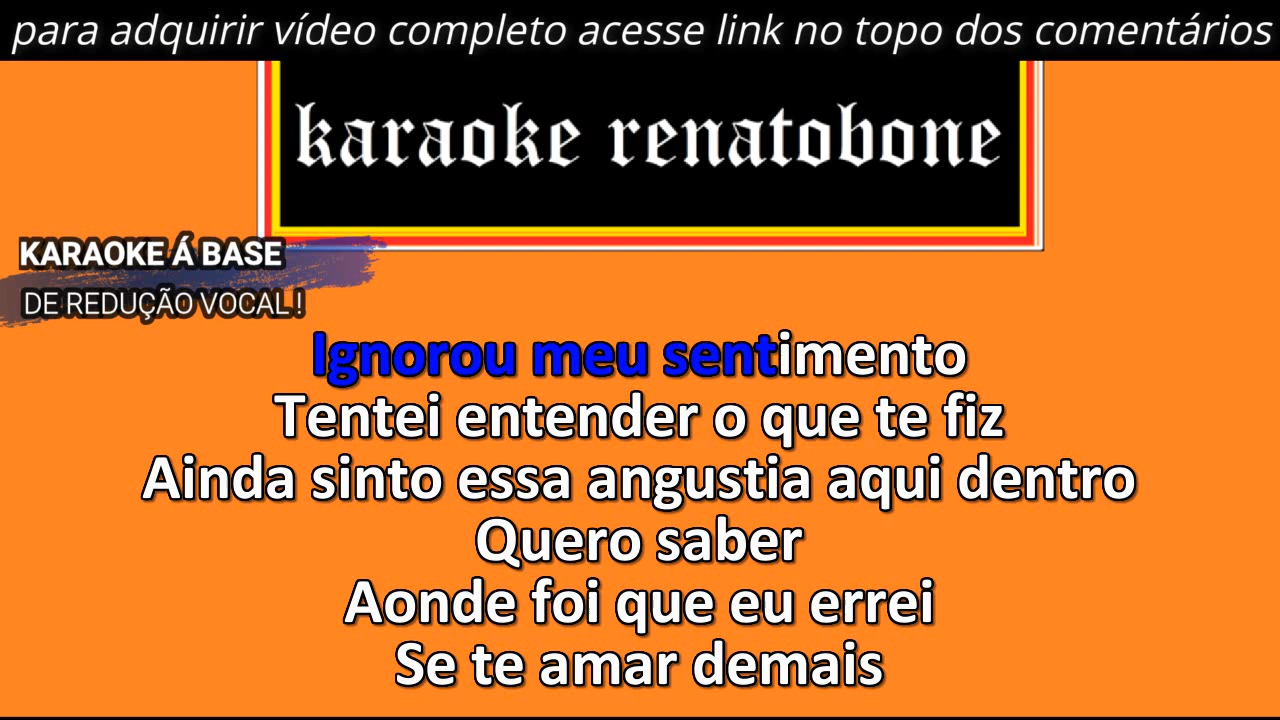 para adquirir vídeo completo acesse link no topo dos comentários
karaoke renatobone
KARAOKE Á BASE
DE REDUÇÃO VOCAL !
Ignorou meu sentimento
Tentei entender o que te fiz
Ainda sinto essa angustia aqui dentro
Quero saber
Aonde foi que eu errei
Se te amar demais